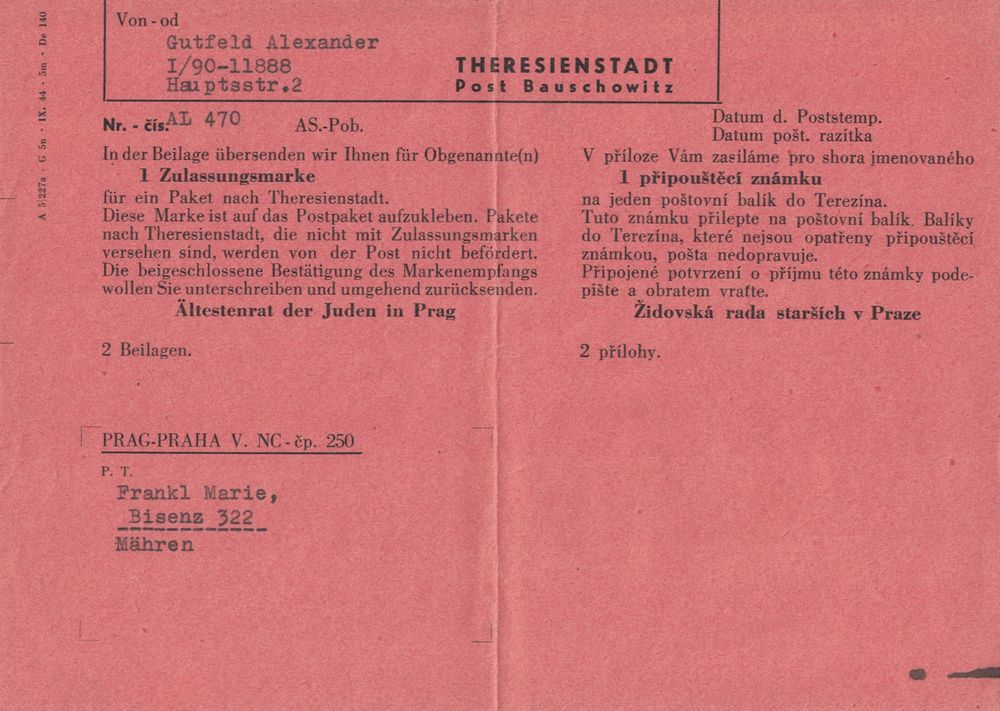 A 5/227a · G 5n · IX. 44 · 5m · De 140
Von - od
Gutfeld Alexander
I/90-11888
Hauptsstr.2
THERESIENSTADT
Post Bauschowitz
Nr. - čís. AL 470 AS.-Pob.
Datum d. Poststemp.
Datum pošt. razítka
In der Beilage übersenden wir Ihnen für Obgenannte(n)
1 Zulassungsmarke
für ein Paket nach Theresienstadt.
Diese Marke ist auf das Postpaket aufzukleben. Pakete
nach Theresienstadt, die nicht mit Zulassungsmarken
versehen sind, werden von der Post nicht befördert.
Die beigeschlossene Bestätigung des Markenempfangs
wollen Sie unterschreiben und umgehend zurücksenden.
Ältestenrat der Juden in Prag
2 Beilagen.
V příloze Vám zasíláme pro shora jmenovaného
1 připouštěcí známku
na jeden poštovní balík do Terezína.
Tuto známku přilepte na poštovní balík. Balíky
do Terezína, které nejsou opatřeny připouštěcí
známkou, pošta nedopravuje.
Připojené potvrzení o příjmu této známky pode-
pište a obratem vraťte.
Židovská rada starších v Praze
2 přílohy.
PRAG-PRAHA V. NC - čp. 250
P. T.
Frankl Marie,
Bisenz 322
Mähren